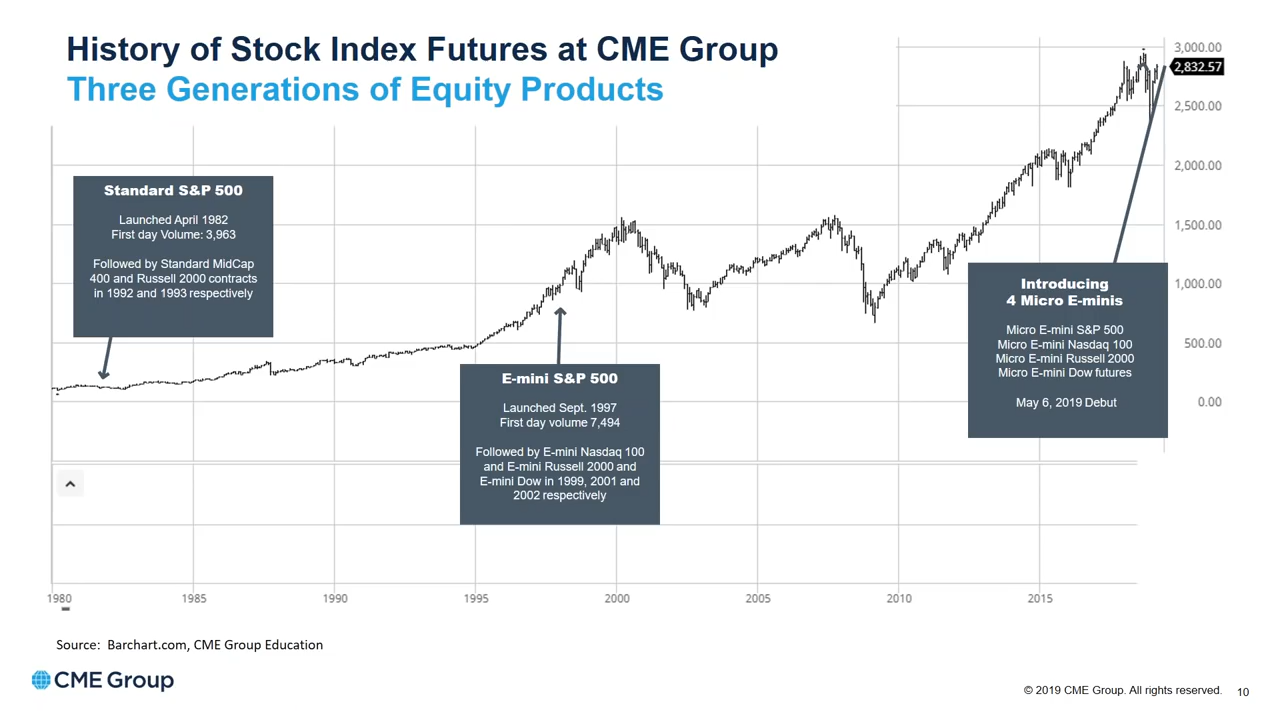 History of Stock Index Futures at CME Group
Three Generations of Equity Products
3,000.00
2,832.57
2,500.00
2,000.00
1,500.00
1,000.00
500.00
0.00
Standard S&P 500
Launched April 1982
First day Volume: 3,963
Followed by Standard MidCap
400 and Russell 2000 contracts
in 1992 and 1993 respectively
E-mini S&P 500
Launched Sept. 1997
First day volume 7,494
Followed by E-mini Nasdaq 100
and E-mini Russell 2000 and
E-mini Dow in 1999, 2001 and
2002 respectively
Introducing
4 Micro E-minis
Micro E-mini S&P 500
Micro E-mini Nasdaq 100
Micro E-mini Russell 2000
Micro E-mini Dow futures
May 6, 2019 Debut
1980 1985 1990 1995 2000 2005 2010 2015
Source: Barchart.com, CME Group Education
CME Group
© 2019 CME Group. All rights reserved. 10